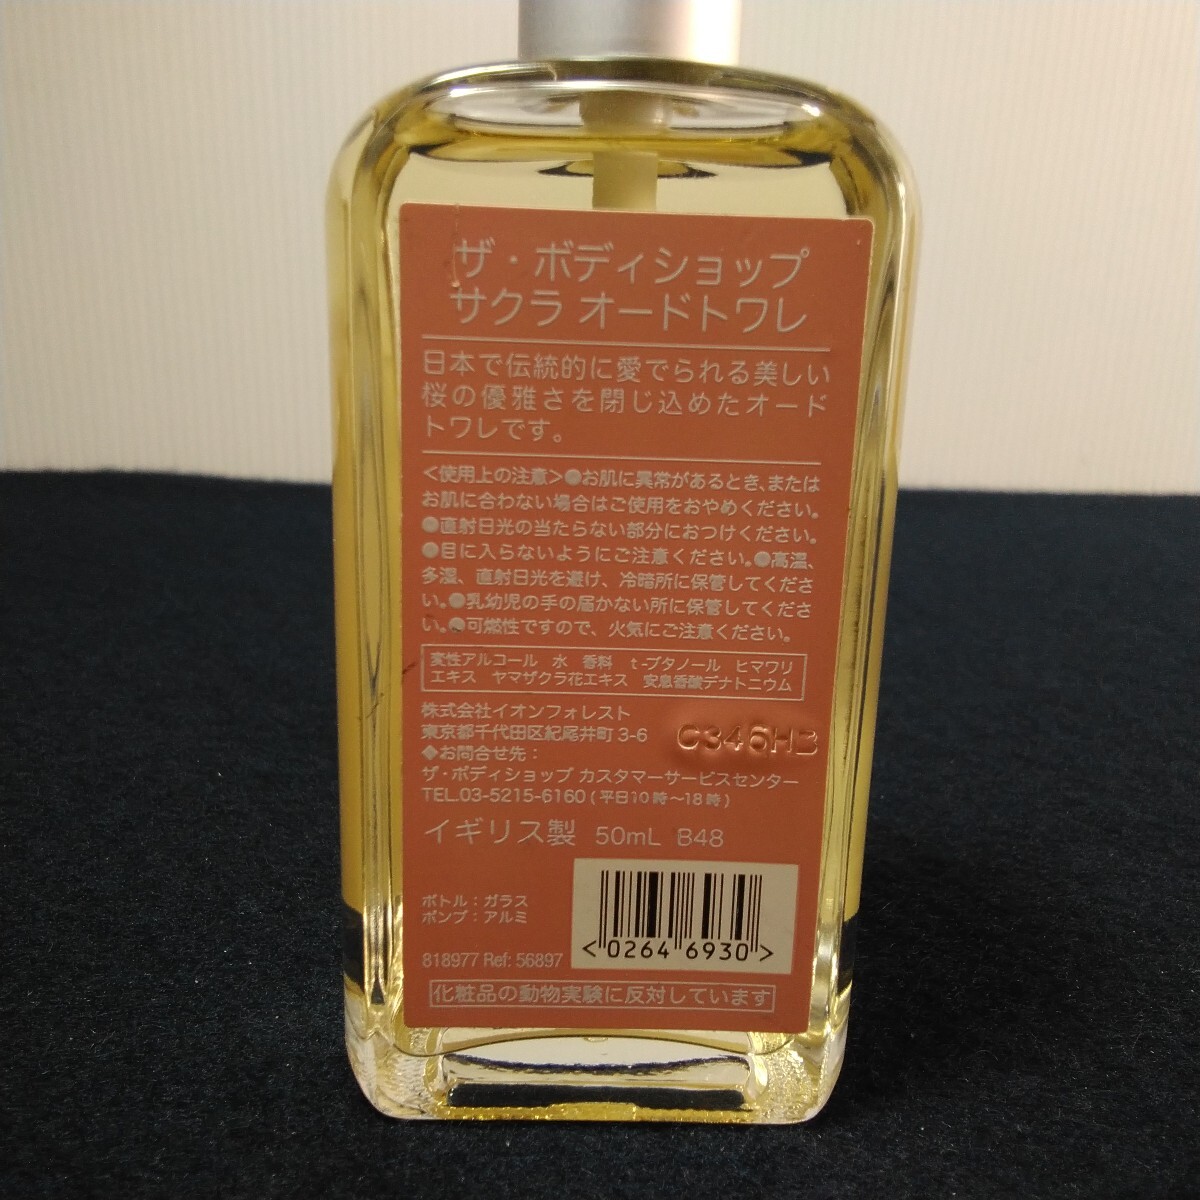 ザ・ボディショップ
サクラ オードトワレ
日本で伝統的に愛でられる美しい
桜の優雅さを閉じ込めたオード
トワレです。
<使用上の注意>●お肌に異常があるとき、または
お肌に合わない場合はご使用をおやめください。
●直射日光の当たらない部分におつけください。
●目に入らないようにご注意ください。●高温、
多湿、直射日光を避け、冷暗所に保管してくださ
い。●乳幼児の手の届かない所に保管してくださ
い。●可燃性ですので、火気にご注意ください。
変性アルコール 水 香料 t-ブタノール ヒマワリ
エキス ヤマザクラ花エキス 安息香酸デナトニウム
株式会社イオンフォレスト
東京都千代田区紀尾井町3-6 C346HB
◆お問合せ先：
ザ・ボディショップ カスタマーサービスセンター
TEL.03-5215-6160 (平日10時〜18時)
イギリス製 50mL B48
ボトル：ガラス
ポンプ：アルミ
<0264 6930>
818977 Ref: 56897
化粧品の動物実験に反対しています